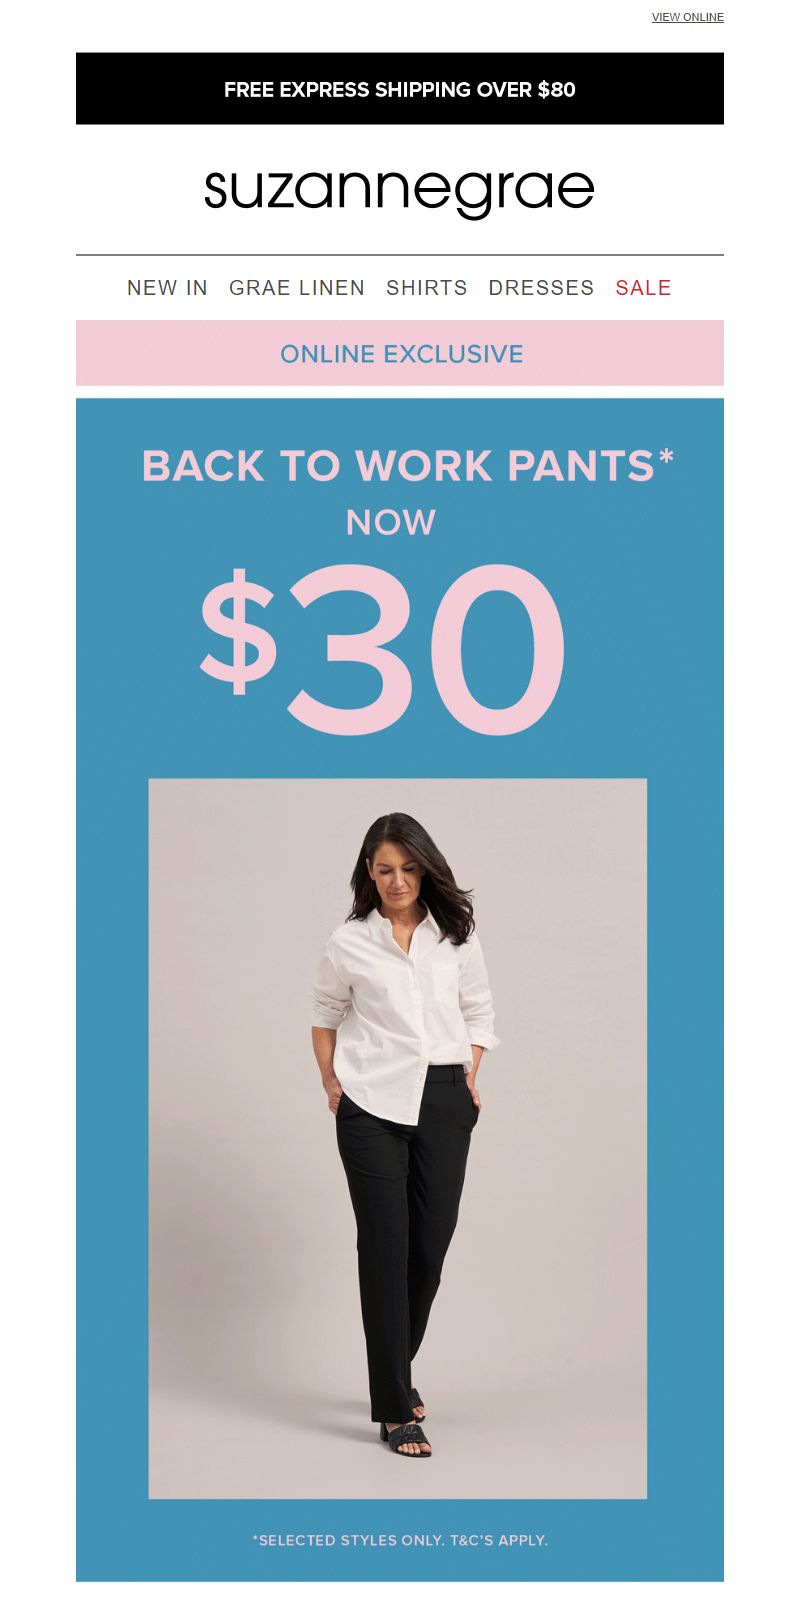 VIEW ONLINE
FREE EXPRESS SHIPPING OVER $80
suzannegrae
NEW IN GRAE LINEN SHIRTS DRESSES SALE
ONLINE EXCLUSIVE
BACK TO WORK PANTS*
NOW
$30
*SELECTED STYLES ONLY. T&C'S APPLY.